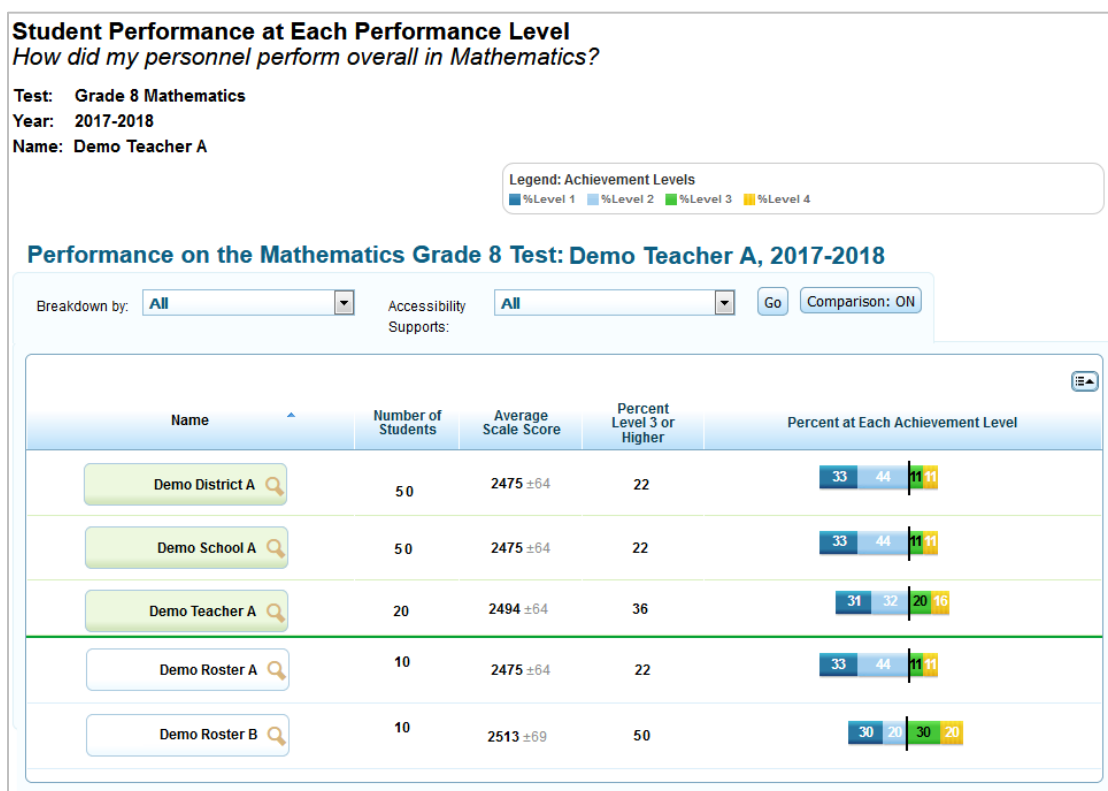 Student Performance at Each Performance Level
How did my personnel perform overall in Mathematics?
Test: Grade 8 Mathematics
Year: 2017-2018
Name: Demo Teacher A
Legend: Achievement Levels
%Level 1 %Level 2 %Level 3 %Level 4
Performance on the Mathematics Grade 8 Test: Demo Teacher A, 2017-2018
Breakdown by: All Accessibility Supports: All Go Comparison: ON
Name Number of Students Average Scale Score Percent Level 3 or Higher Percent at Each Achievement Level
Demo District A 50 2475 ±64 22 33 44 11 11
Demo School A 50 2475 ±64 22 33 44 11 11
Demo Teacher A 20 2494 ±64 36 31 32 20 16
Demo Roster A 10 2475 ±64 22 33 44 11 11
Demo Roster B 10 2513 ±69 50 30 20 30 20